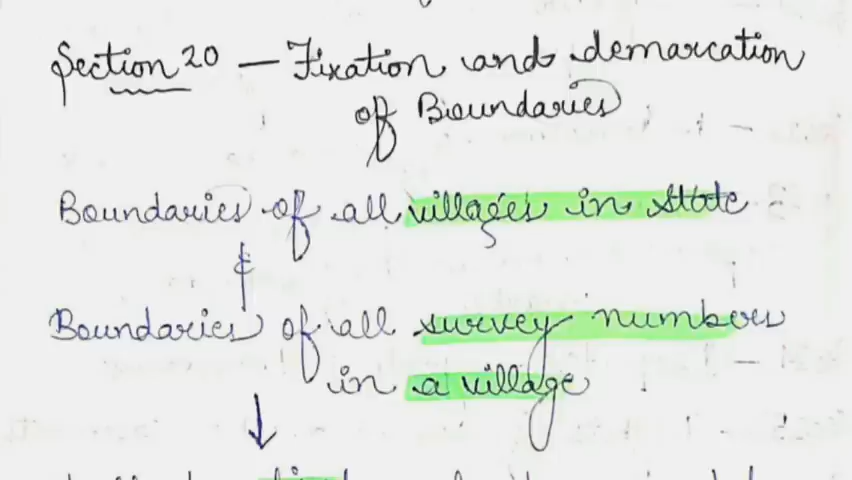 Section 20 — Fixation and demarcation
of Boundaries
Boundaries of all villages in State
&
Boundaries of all survey numbers
in a village